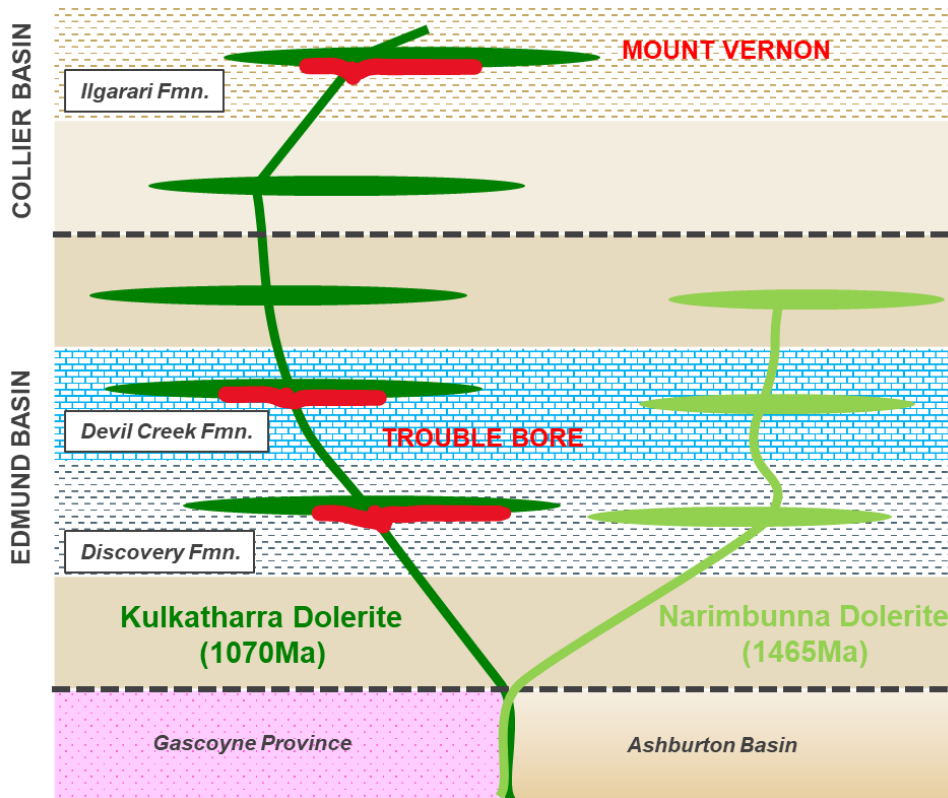 COLLIER BASIN
MOUNT VERNON
Ilgarari Fmn.
EDMUND BASIN
Devil Creek Fmn.
TROUBLE BORE
Discovery Fmn.
Kulkatharra Dolerite
(1070Ma)
Narimbunna Dolerite
(1465Ma)
Gascoyne Province
Ashburton Basin